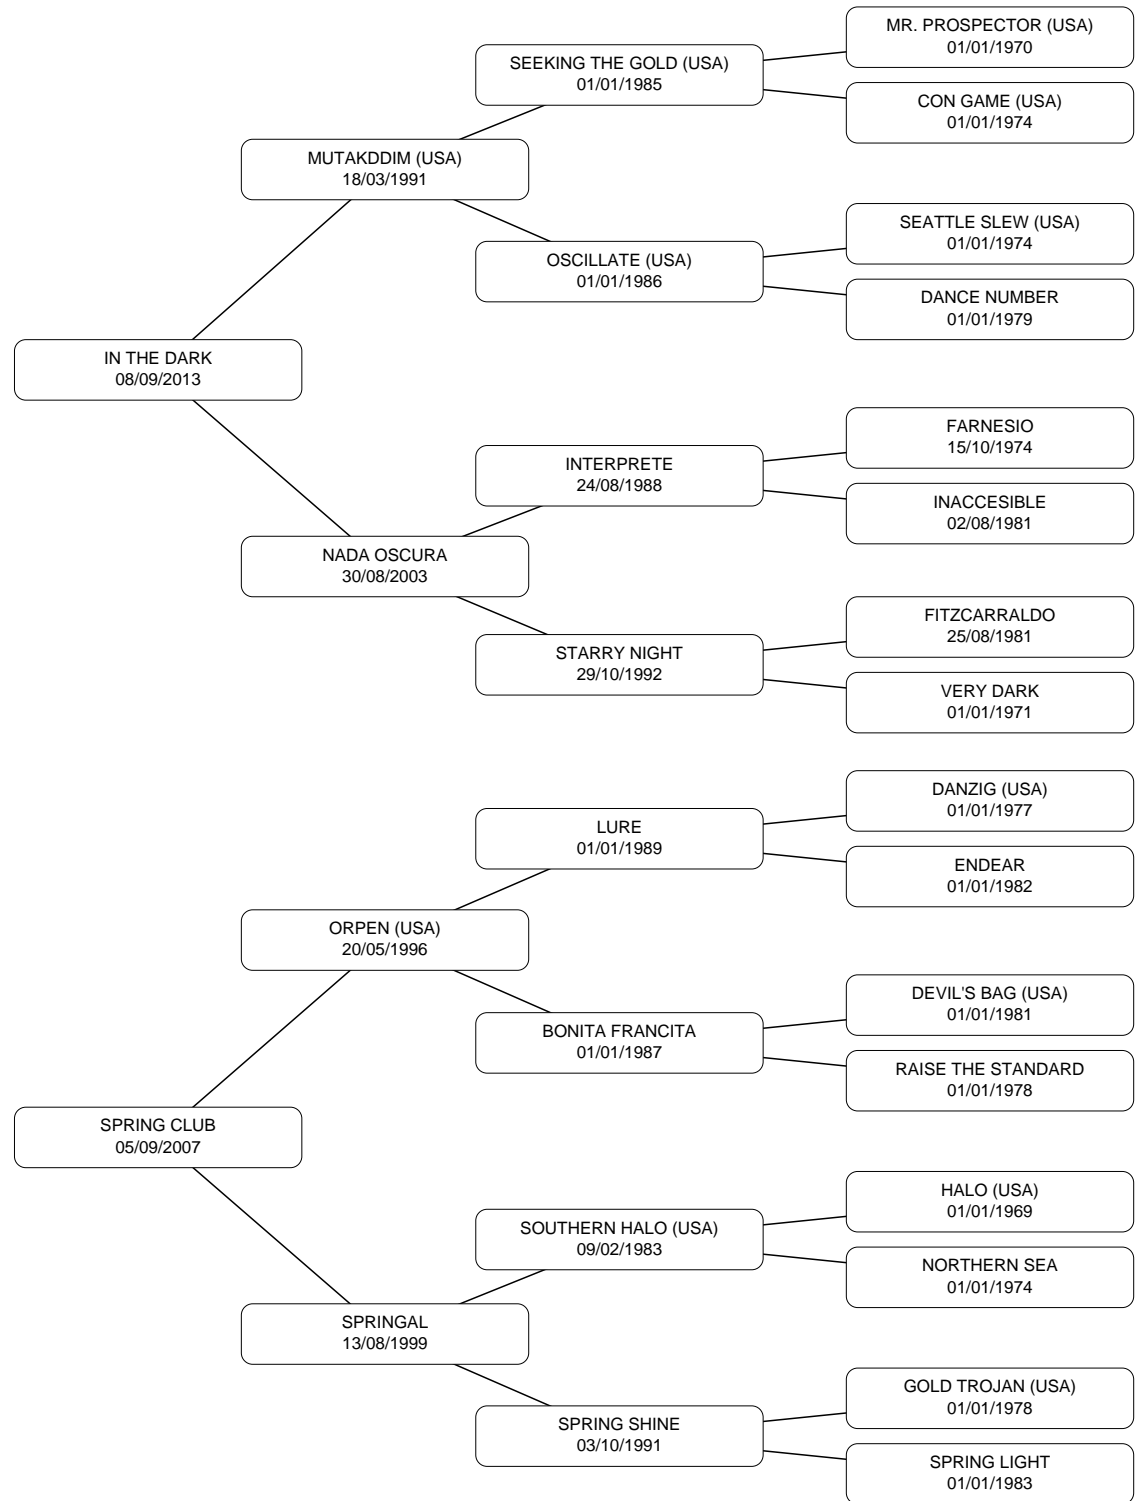 MR. PROSPECTOR (USA)
01/01/1970
SEEKING THE GOLD (USA)
01/01/1985
CON GAME (USA)
01/01/1974
MUTAKDDIM (USA)
18/03/1991
SEATTLE SLEW (USA)
01/01/1974
OSCILLATE (USA)
01/01/1986
DANCE NUMBER
01/01/1979
IN THE DARK
08/09/2013
FARNESIO
15/10/1974
INTERPRETE
24/08/1988
INACCESIBLE
02/08/1981
NADA OSCURA
30/08/2003
FITZCARRALDO
25/08/1981
STARRY NIGHT
29/10/1992
VERY DARK
01/01/1971
DANZIG (USA)
01/01/1977
LURE
01/01/1989
ENDEAR
01/01/1982
ORPEN (USA)
20/05/1996
DEVIL'S BAG (USA)
01/01/1981
BONITA FRANCITA
01/01/1987
RAISE THE STANDARD
01/01/1978
SPRING CLUB
05/09/2007
HALO (USA)
01/01/1969
SOUTHERN HALO (USA)
09/02/1983
NORTHERN SEA
01/01/1974
SPRINGAL
13/08/1999
GOLD TROJAN (USA)
01/01/1978
SPRING SHINE
03/10/1991
SPRING LIGHT
01/01/1983